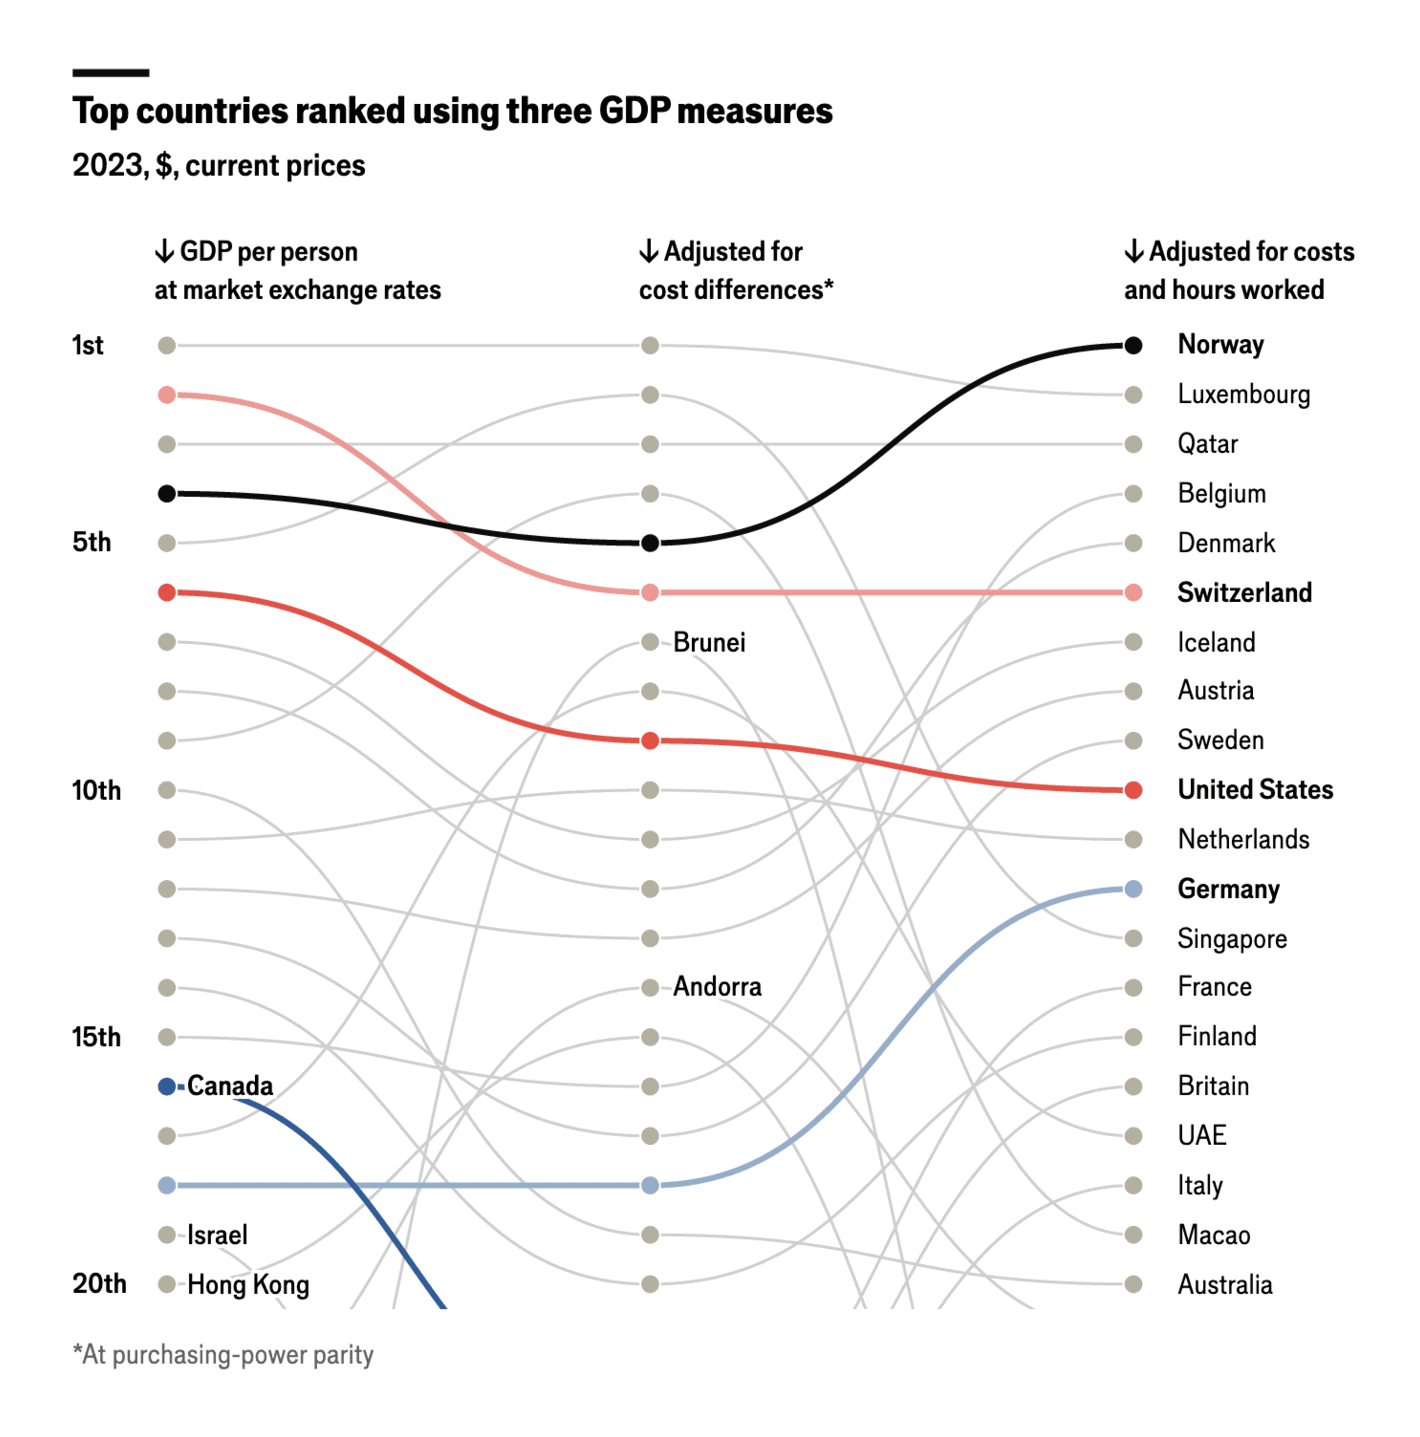 Top countries ranked using three GDP measures
2023, $, current prices
↓ GDP per person
at market exchange rates
↓ Adjusted for
cost differences*
↓ Adjusted for costs
and hours worked
1st
Norway
Luxembourg
Qatar
Belgium
5th
Denmark
Switzerland
Brunei
Iceland
Austria
Sweden
10th
United States
Netherlands
Germany
Singapore
Andorra
France
15th
Finland
Canada
Britain
UAE
Italy
Israel
Macao
20th
Hong Kong
Australia
*At purchasing-power parity